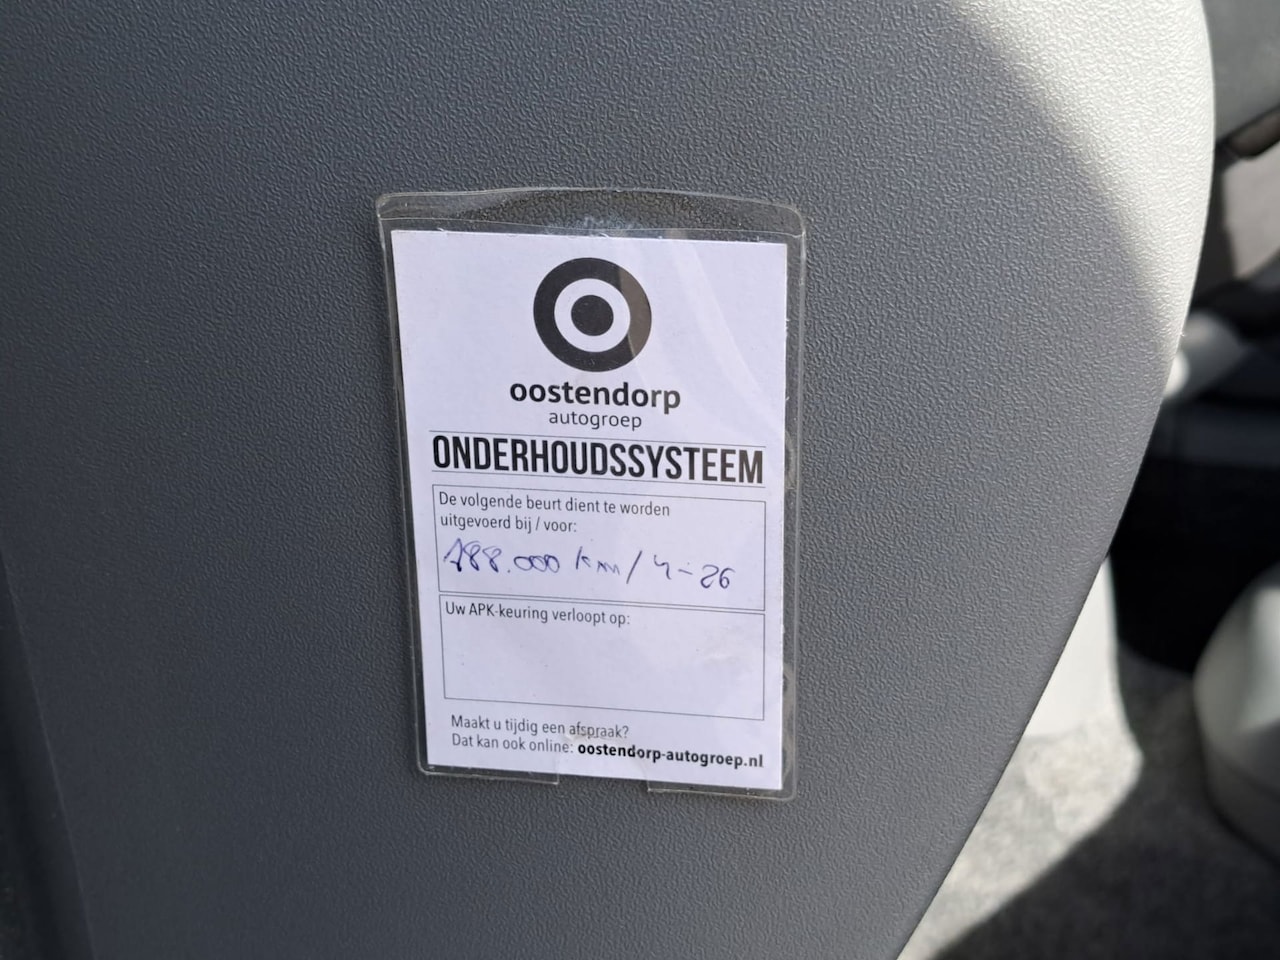 oostendorp
autogroep
ONDERHOUDSSYSTEEM
De volgende beurt dient te worden
uitgevoerd bij / voor:
188.000 km / 4-26
Uw APK-keuring verloopt op:
Maakt u tijdig een afspraak?
Dat kan ook online: oostendorp-autogroep.nl